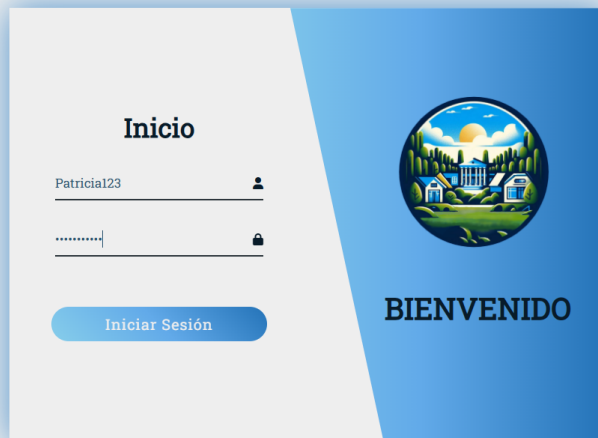 Inicio
Patricia123
•••••••••••
Iniciar Sesión
BIENVENIDO